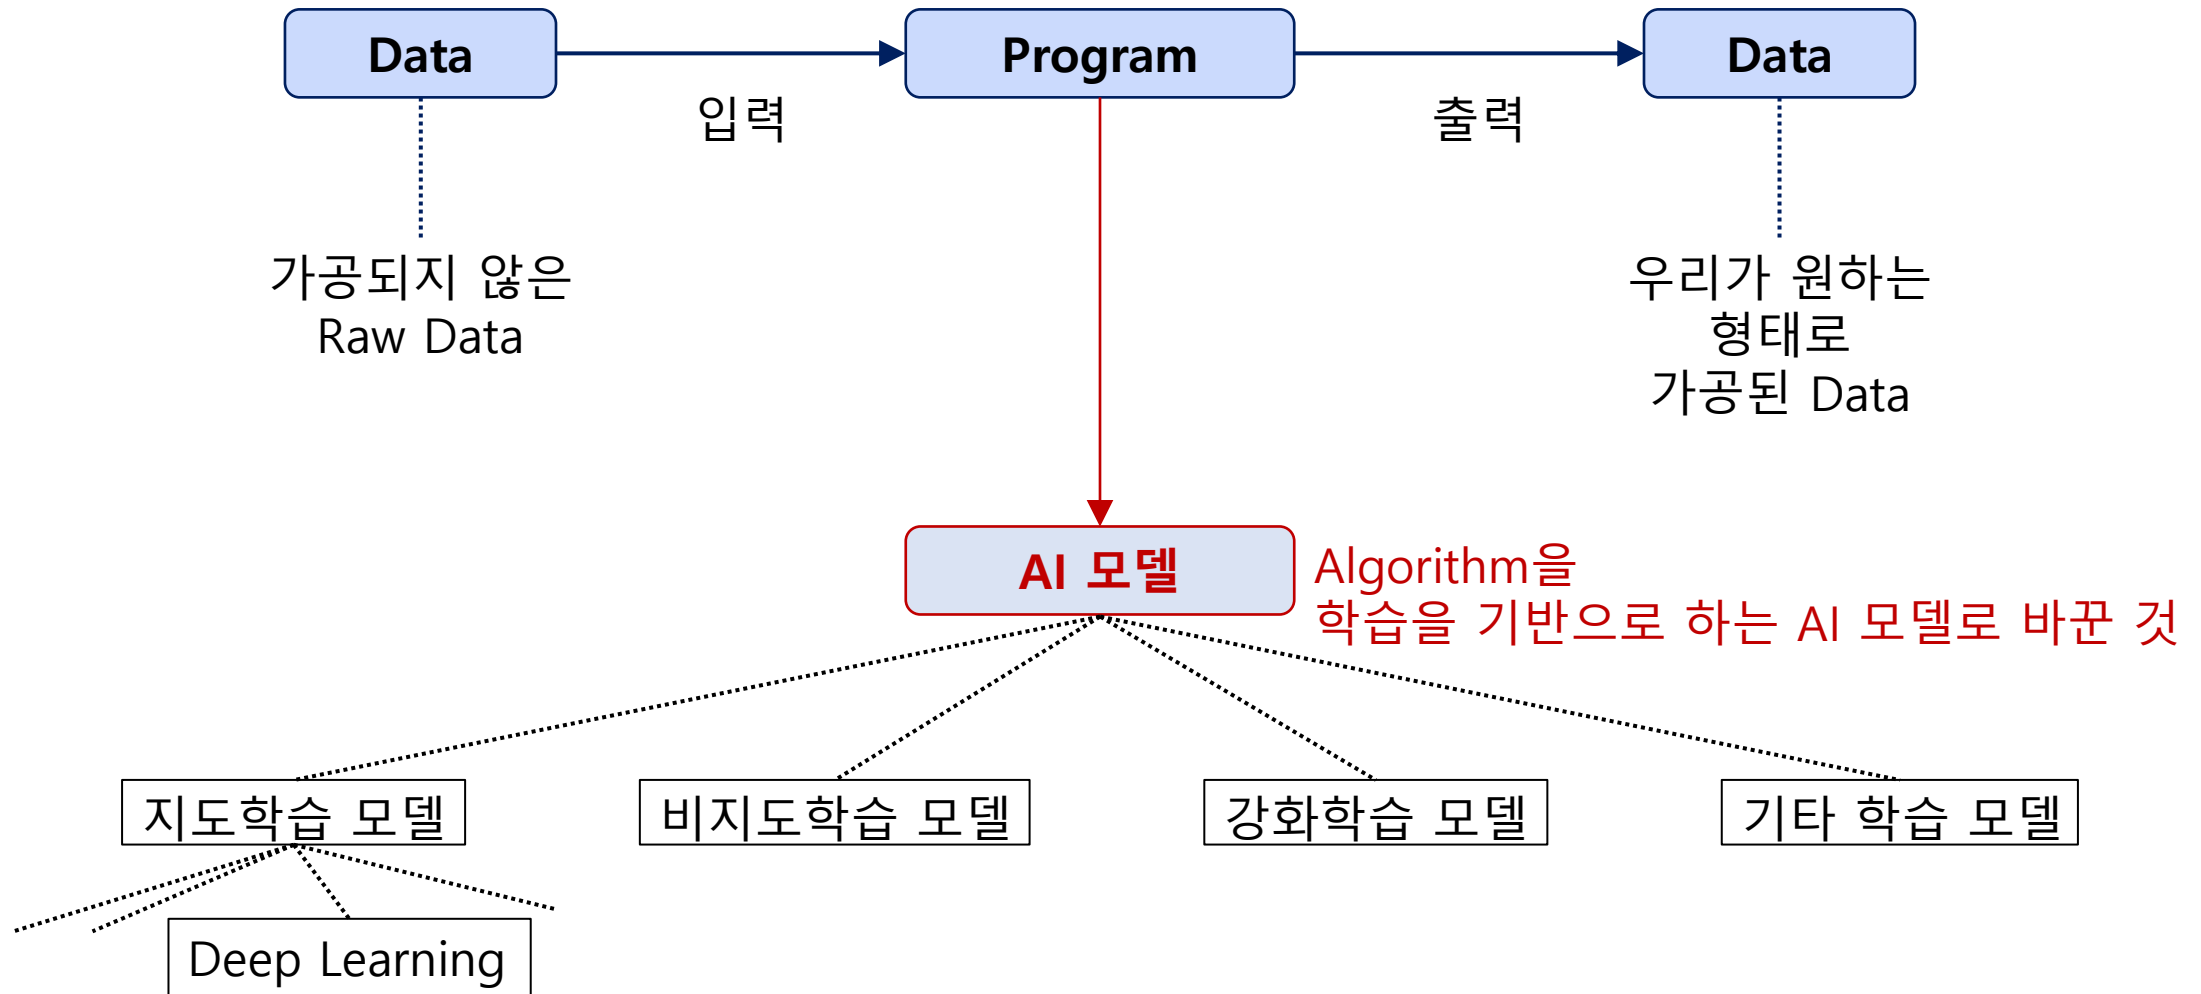 Data
Program
Data
입력
출력
가공되지 않은
Raw Data
우리가 원하는
형태로
가공된 Data
AI 모델
Algorithm을
학습을 기반으로 하는 AI 모델로 바꾼 것
지도학습 모델
비지도학습 모델
강화학습 모델
기타 학습 모델
Deep Learning